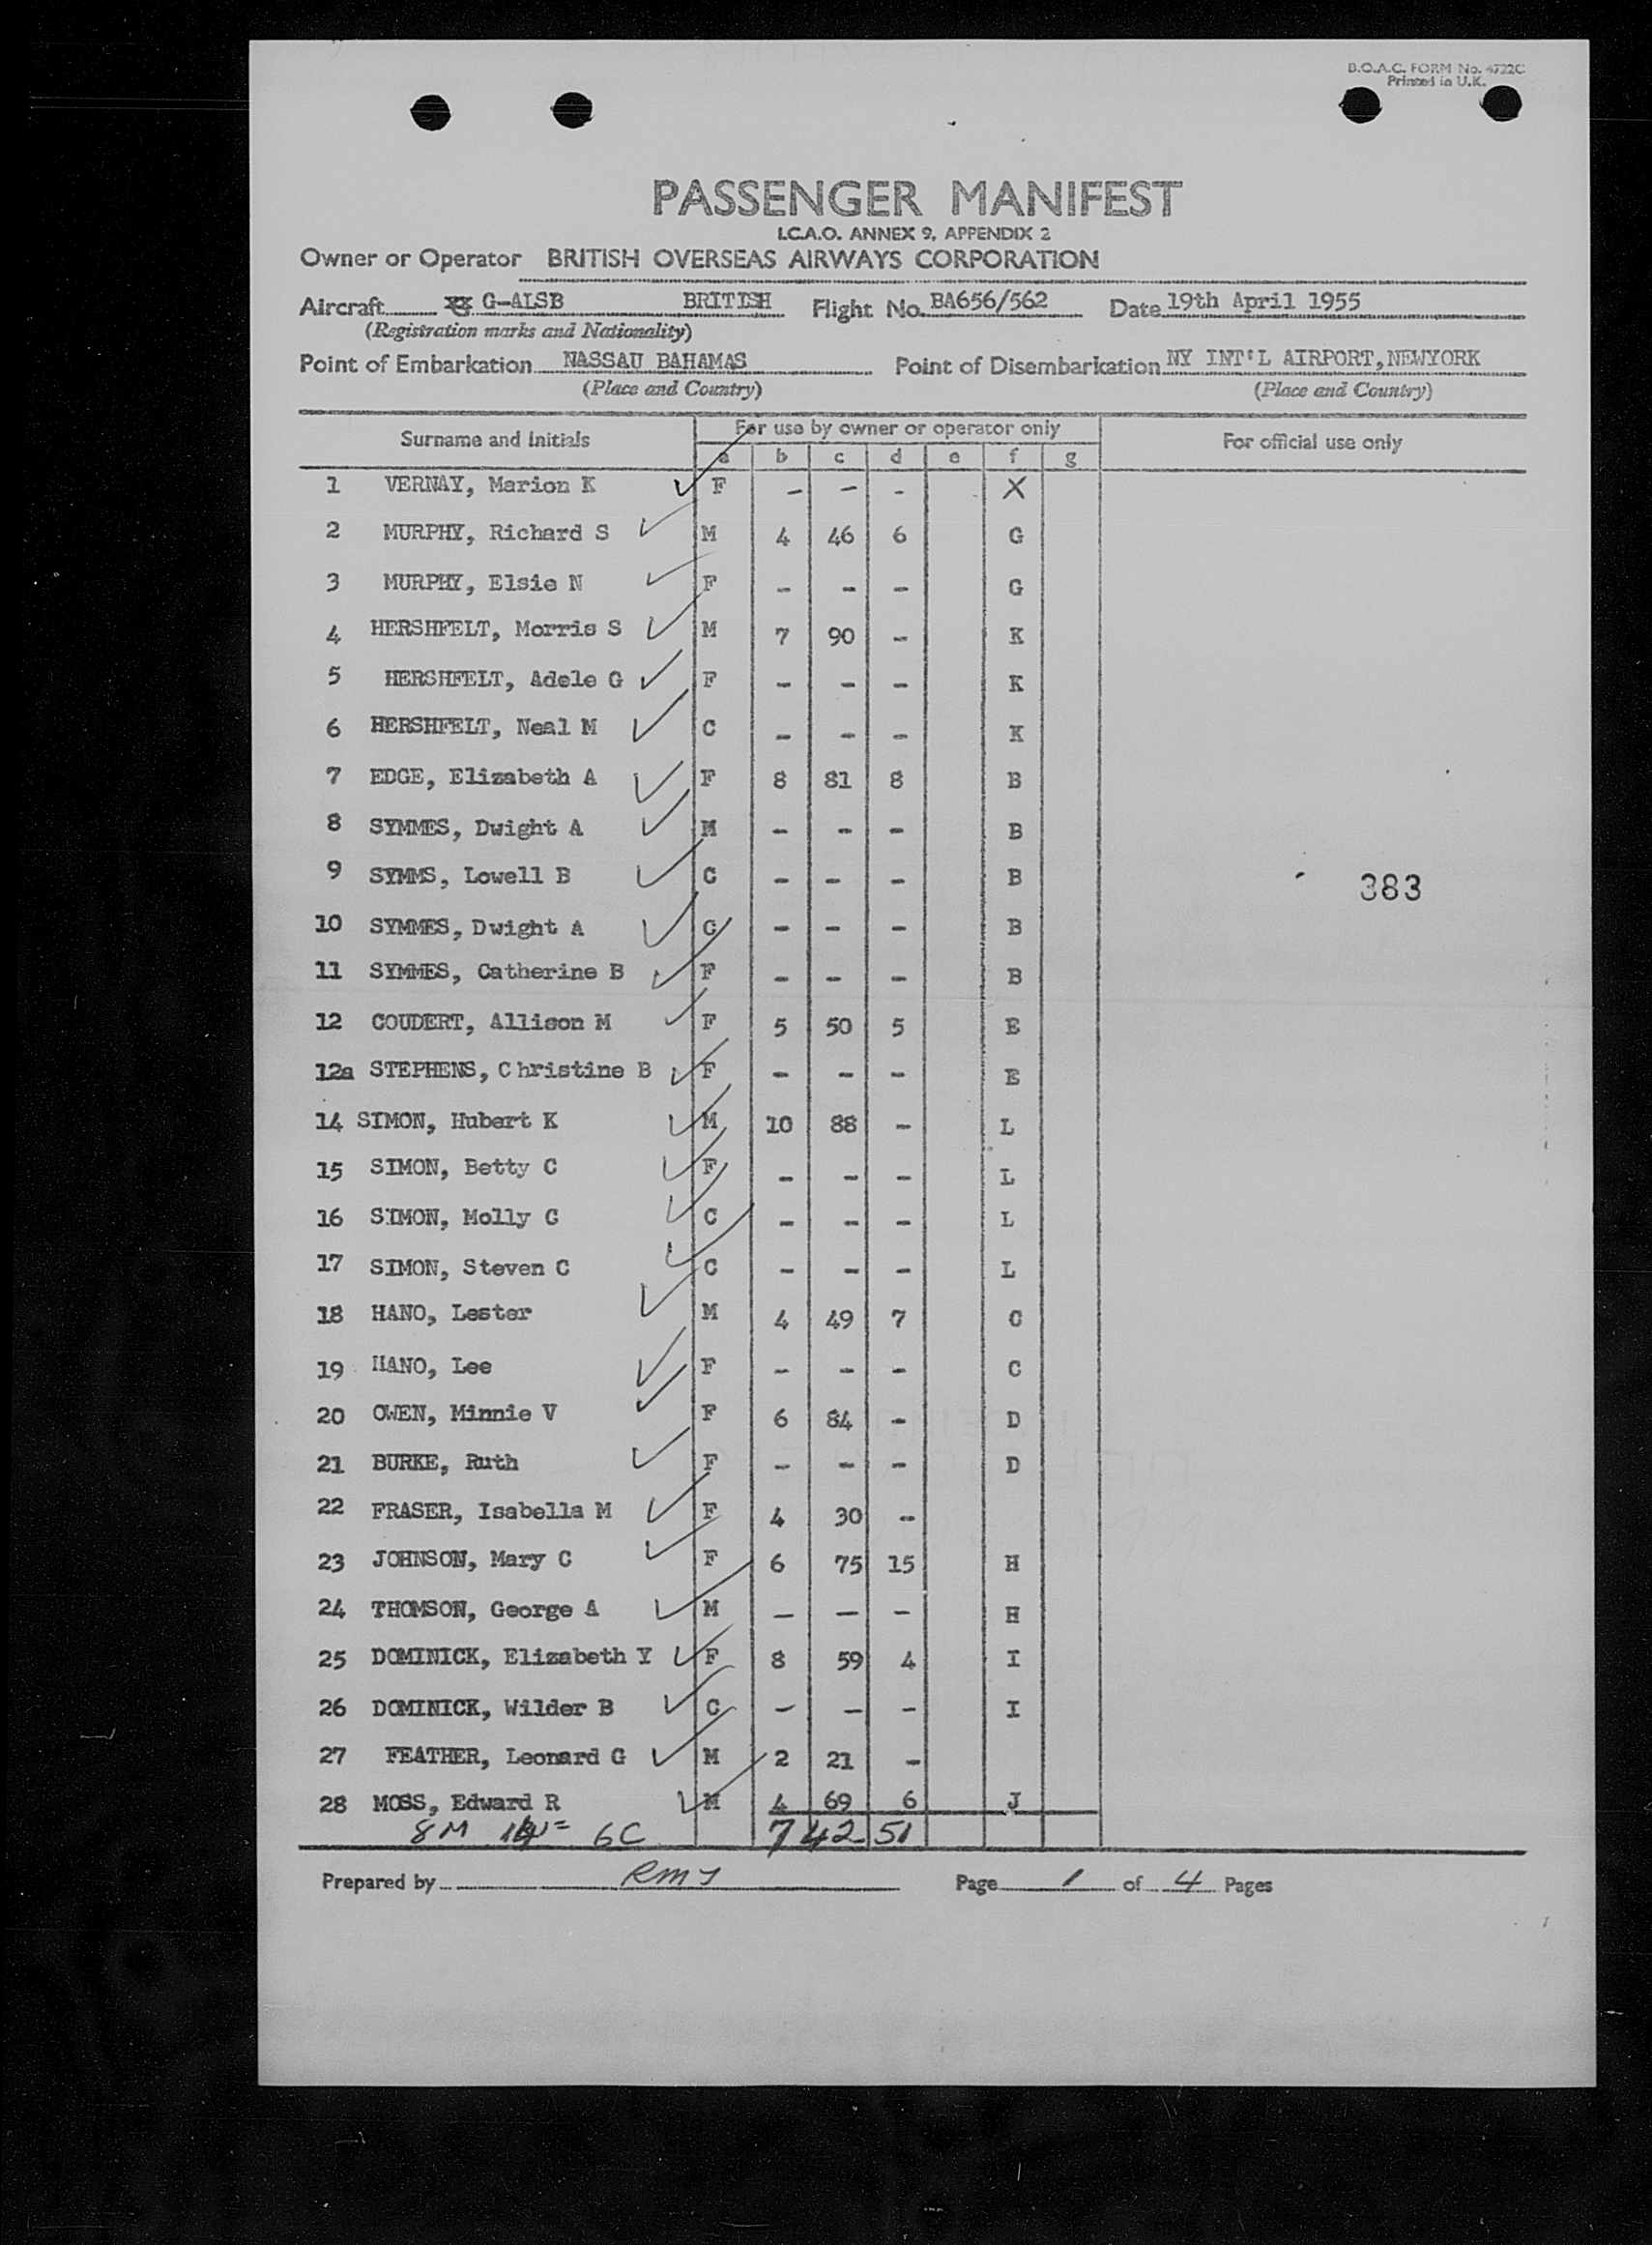 B.O.A.C. FORM No. 4722C
Printed in U.K.
PASSENGER MANIFEST
I.C.A.O. ANNEX 9, APPENDIX 2
Owner or Operator BRITISH OVERSEAS AIRWAYS CORPORATION
Aircraft G-ALSB BRITISH Flight No. BA656/562 Date 19th April 1955
(Registration marks and Nationality)
Point of Embarkation NASSAU BAHAMAS Point of Disembarkation NY INT'L AIRPORT, NEWYORK
(Place and Country) (Place and Country)
Surname and initials For use by owner or operator only For official use only
a b c d e f g
1 VERNAY, Marion K F - - - X
2 MURPHY, Richard S M 4 46 6 G
3 MURPHY, Elsie N F - - - G
4 HERSHFELT, Morris S M 7 90 - K
5 HERSHFELT, Adele G F - - - K
6 HERSHFELT, Neal M C - - - K
7 EDGE, Elizabeth A F 8 81 8 B
8 SYMMES, Dwight A M - - - B
9 SYMMS, Lowell B C - - - B
383
10 SYMMES, Dwight A C - - - B
11 SYMMES, Catherine B F - - - B
12 COUDERT, Allison M F 5 50 5 E
12a STEPHENS, Christine B F - - - E
14 SIMON, Hubert K M 10 88 - L
15 SIMON, Betty C F - - - L
16 SIMON, Molly G C - - - L
17 SIMON, Steven C C - - - L
18 HANO, Lester M 4 49 7 C
19 HANO, Lee F - - - C
20 OWEN, Minnie V F 6 84 - D
21 BURKE, Ruth F - - - D
22 FRASER, Isabella M F 4 30 -
23 JOHNSON, Mary C F 6 75 15 H
24 THOMSON, George A M - - - H
25 DOMINICK, Elizabeth Y F 8 59 4 I
26 DOMINICK, Wilder B C - - - I
27 FEATHER, Leonard G M 2 21 -
28 MOSS, Edward R M 4 69 6 J
8M 6C 742 51
Prepared by Page 1 of 4 Pages